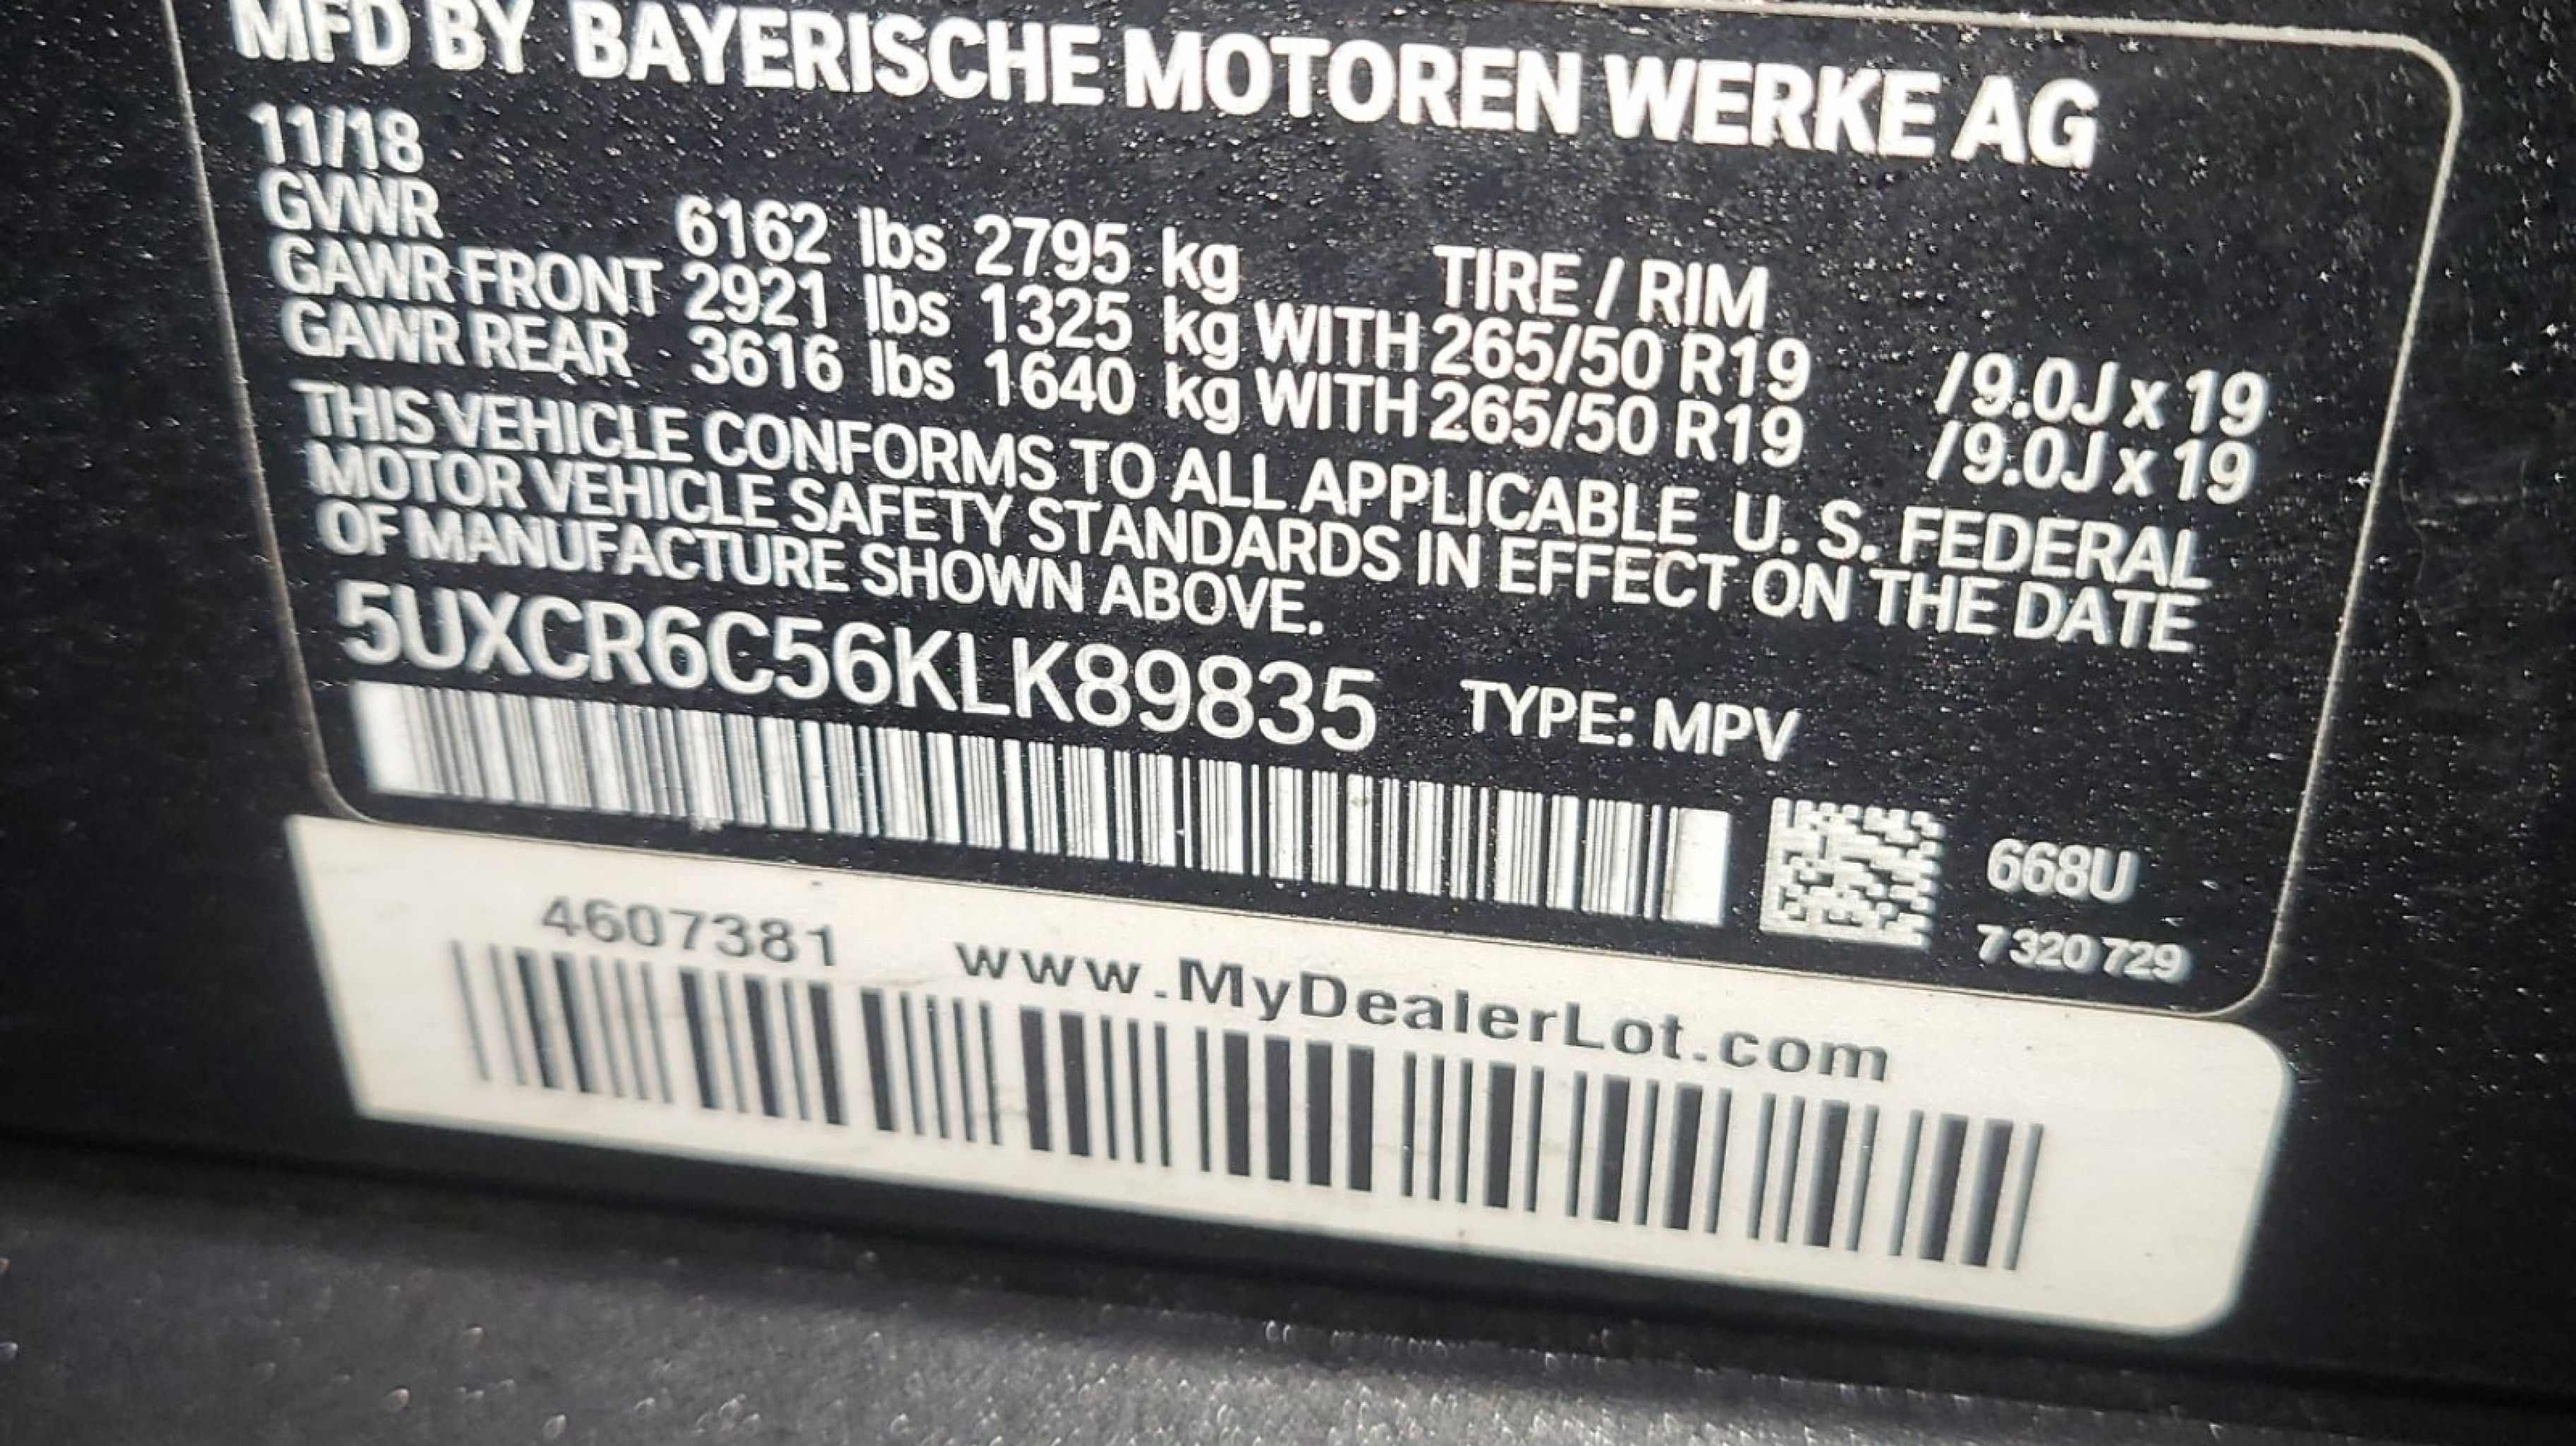 MFD BY BAYERISCHE MOTOREN WERKE AG
11/18
GVWR 6162 lbs 2795 kg TIRE / RIM
GAWR FRONT 2921 lbs 1325 kg WITH 265/50 R19 /9.0J x 19
GAWR REAR 3616 lbs 1640 kg WITH 265/50 R19 /9.0J x 19
THIS VEHICLE CONFORMS TO ALL APPLICABLE U. S. FEDERAL
MOTOR VEHICLE SAFETY STANDARDS IN EFFECT ON THE DATE
OF MANUFACTURE SHOWN ABOVE.
5UXCR6C56KLK89835 TYPE: MPV
668U
7 320 729
4607381 www.MyDealerLot.com